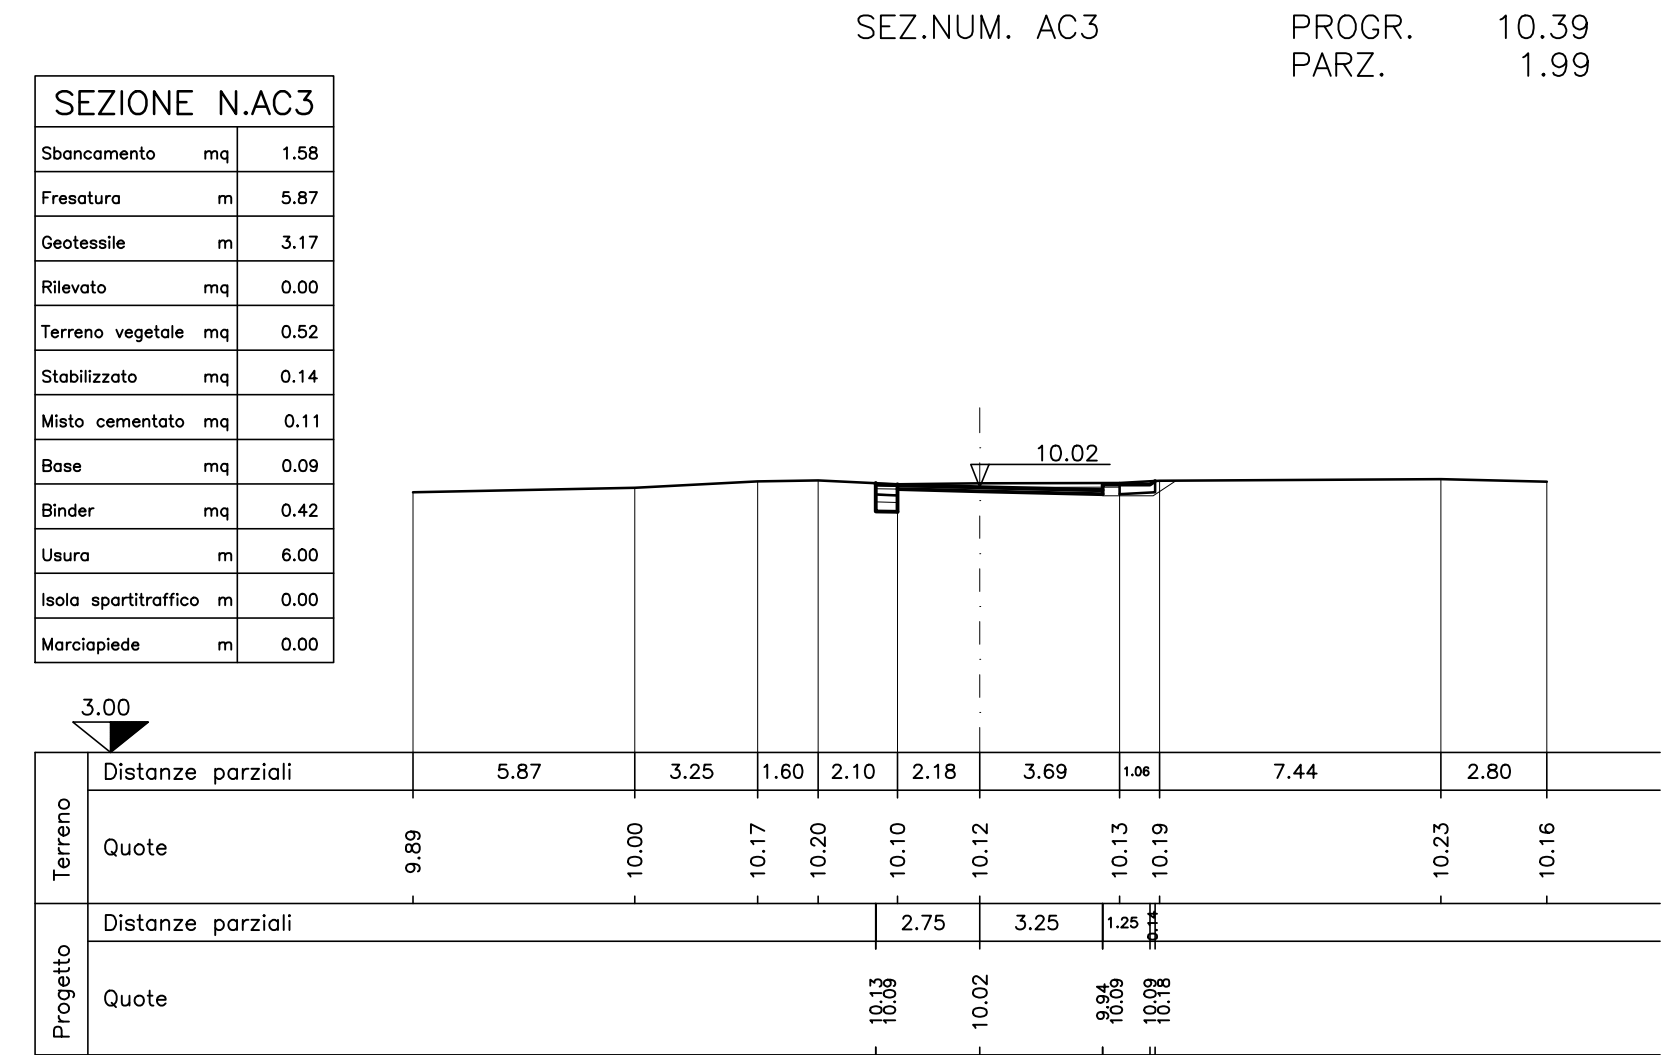 SEZ.NUM. AC3 PROGR. 10.39
PARZ. 1.99
SEZIONE N.AC3
Sbancamento mq 1.58
Fresatura m 5.87
Geotessile m 3.17
Rilevato mq 0.00
Terreno vegetale mq 0.52
Stabilizzato mq 0.14
Misto cementato mq 0.11
Base mq 0.09
Binder mq 0.42
Usura m 6.00
Isola spartitraffico m 0.00
Marciapiede m 0.00
10.02
3.00
Terreno
Distanze parziali 5.87 3.25 1.60 2.10 2.18 3.69 1.06 7.44 2.80
Quote 9.89 10.00 10.17 10.20 10.10 10.12 10.13 10.19 10.23 10.16
Progetto
Distanze parziali 2.75 3.25 1.25 0.14
Quote 10.13 10.09 10.02 9.94 10.09 10.09 10.18